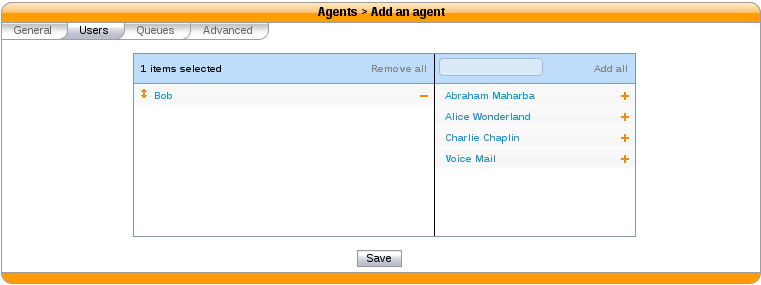 Agents > Add an agent
General Users Queues Advanced
1 items selected Remove all Add all
Bob Abraham Maharba
Alice Wonderland
Charlie Chaplin
Voice Mail
Save